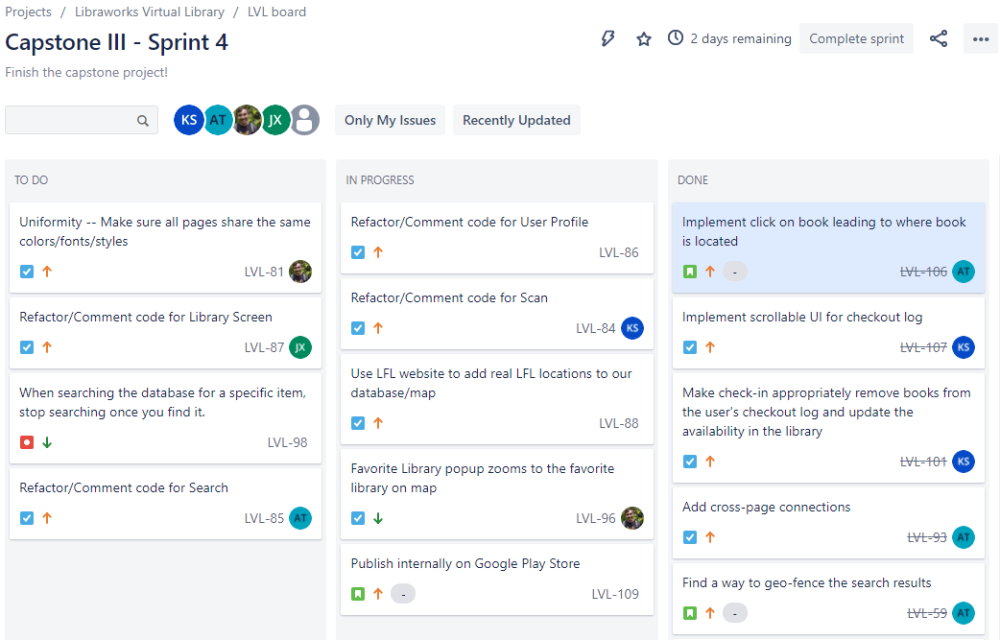 Projects / Libraworks Virtual Library / LVL board
Capstone III - Sprint 4
2 days remaining
Complete sprint
Finish the capstone project!
KS AT JX
Only My Issues
Recently Updated
TO DO
Uniformity -- Make sure all pages share the same
colors/fonts/styles
LVL-81
Refactor/Comment code for Library Screen
LVL-87 JX
When searching the database for a specific item,
stop searching once you find it.
LVL-98
Refactor/Comment code for Search
LVL-85 AT
IN PROGRESS
Refactor/Comment code for User Profile
LVL-86
Refactor/Comment code for Scan
LVL-84 KS
Use LFL website to add real LFL locations to our
database/map
LVL-88
Favorite Library popup zooms to the favorite
library on map
LVL-96
Publish internally on Google Play Store
- LVL-109
DONE
Implement click on book leading to where book
is located
- LVL-106 AT
Implement scrollable UI for checkout log
LVL-107 KS
Make check-in appropriately remove books from
the user's checkout log and update the
availability in the library
LVL-101 KS
Add cross-page connections
LVL-93 AT
Find a way to geo-fence the search results
- LVL-59 AT